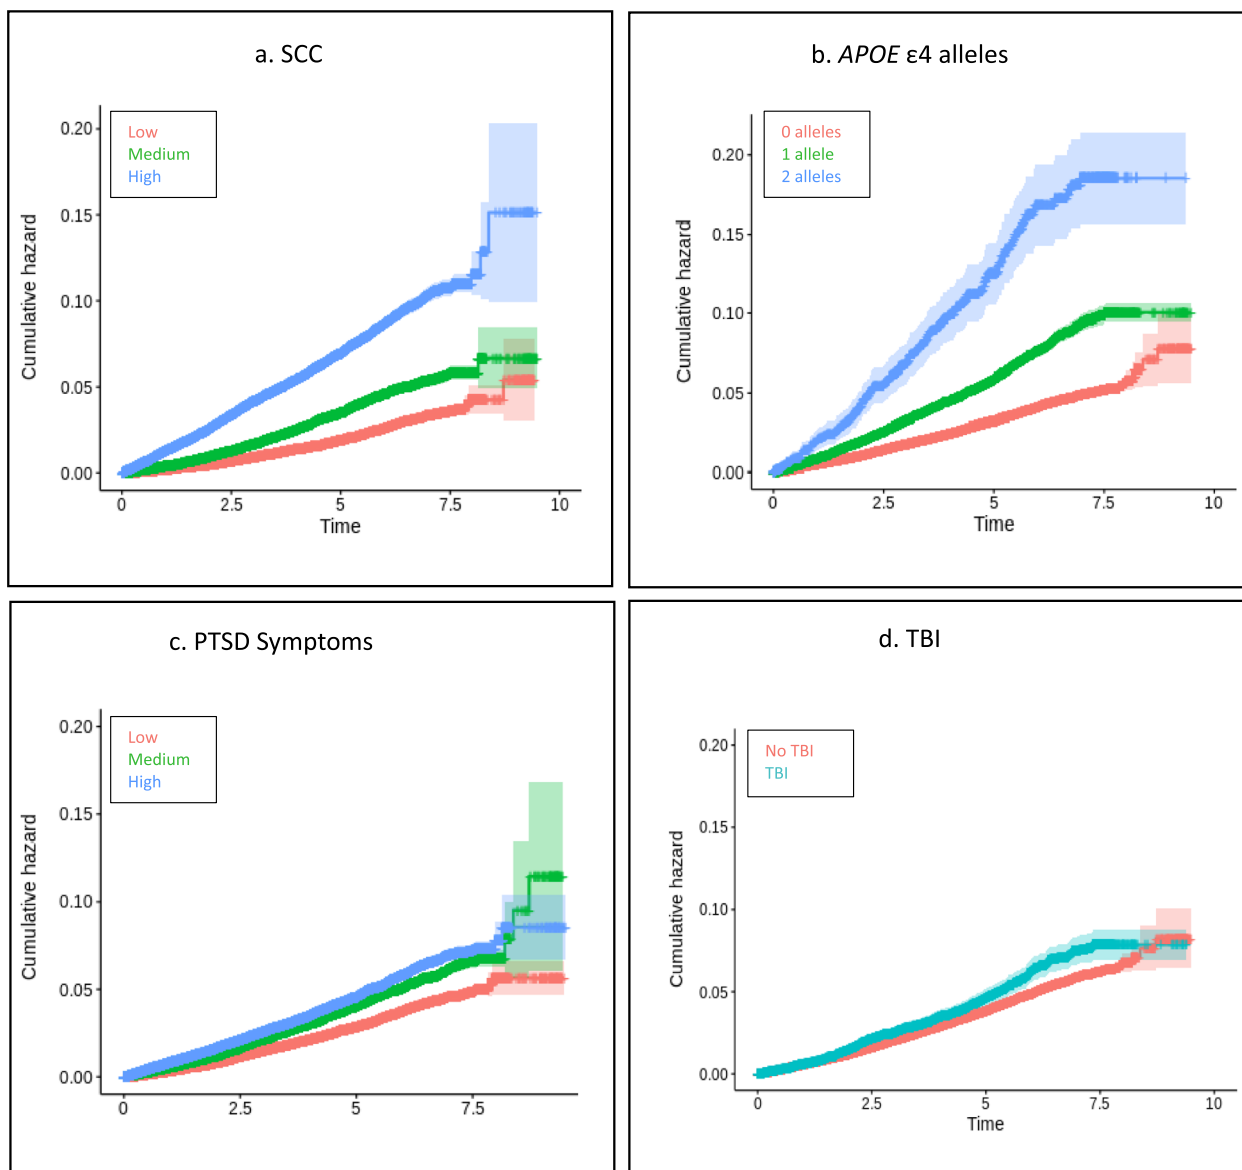 a. SCC
0.20
0.15
0.10
0.05
0.00
Cumulative hazard
Low
Medium
High
0 2.5 5 7.5 10
Time
b. APOE ε4 alleles
0.20
0.15
0.10
0.05
0.00
Cumulative hazard
0 alleles
1 allele
2 alleles
0 2.5 5 7.5 10
Time
c. PTSD Symptoms
0.20
0.15
0.10
0.05
0.00
Cumulative hazard
Low
Medium
High
0 2.5 5 7.5
d. TBI
0.20
0.15
0.10
0.05
0.00
Cumulative hazard
No TBI
TBI
0 2.5 5 7.5 10
Time